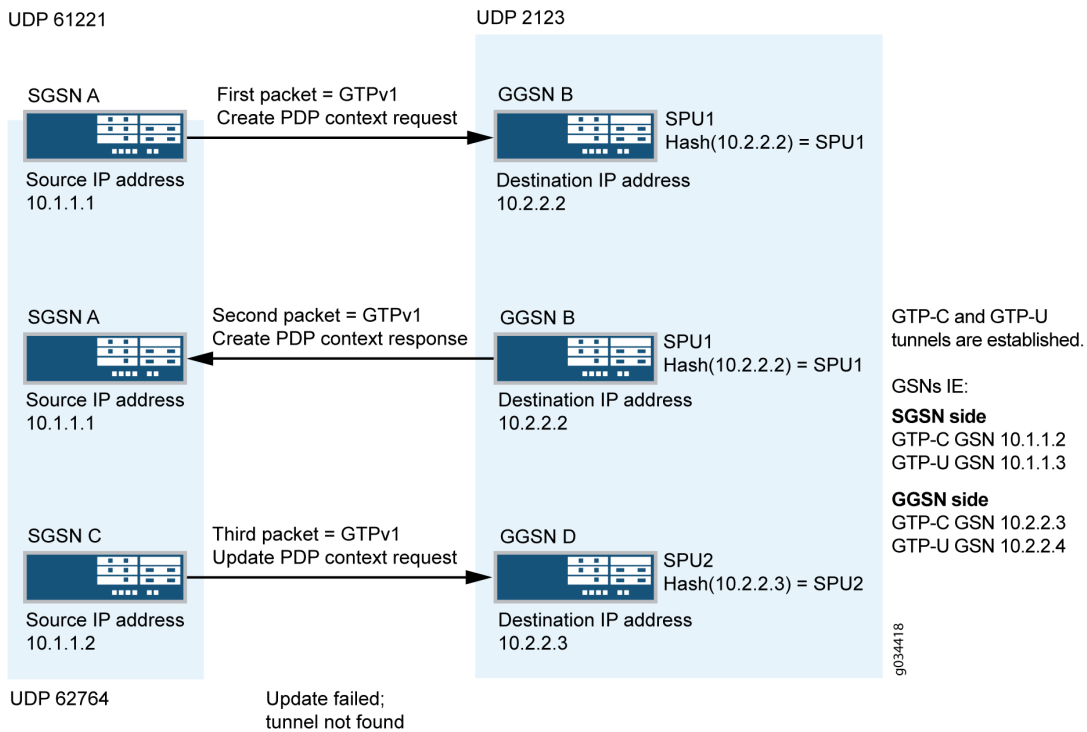 UDP 61221
UDP 2123
SGSN A
First packet = GTPv1
Create PDP context request
GGSN B
SPU1
Hash(10.2.2.2) = SPU1
Source IP address
10.1.1.1
Destination IP address
10.2.2.2
SGSN A
Second packet = GTPv1
Create PDP context response
GGSN B
SPU1
Hash(10.2.2.2) = SPU1
Source IP address
10.1.1.1
Destination IP address
10.2.2.2
GTP-C and GTP-U
tunnels are established.
GSNs IE:
SGSN side
GTP-C GSN 10.1.1.2
GTP-U GSN 10.1.1.3
GGSN side
GTP-C GSN 10.2.2.3
GTP-U GSN 10.2.2.4
SGSN C
Third packet = GTPv1
Update PDP context request
GGSN D
SPU2
Hash(10.2.2.3) = SPU2
Source IP address
10.1.1.2
Destination IP address
10.2.2.3
g034418
UDP 62764
Update failed;
tunnel not found